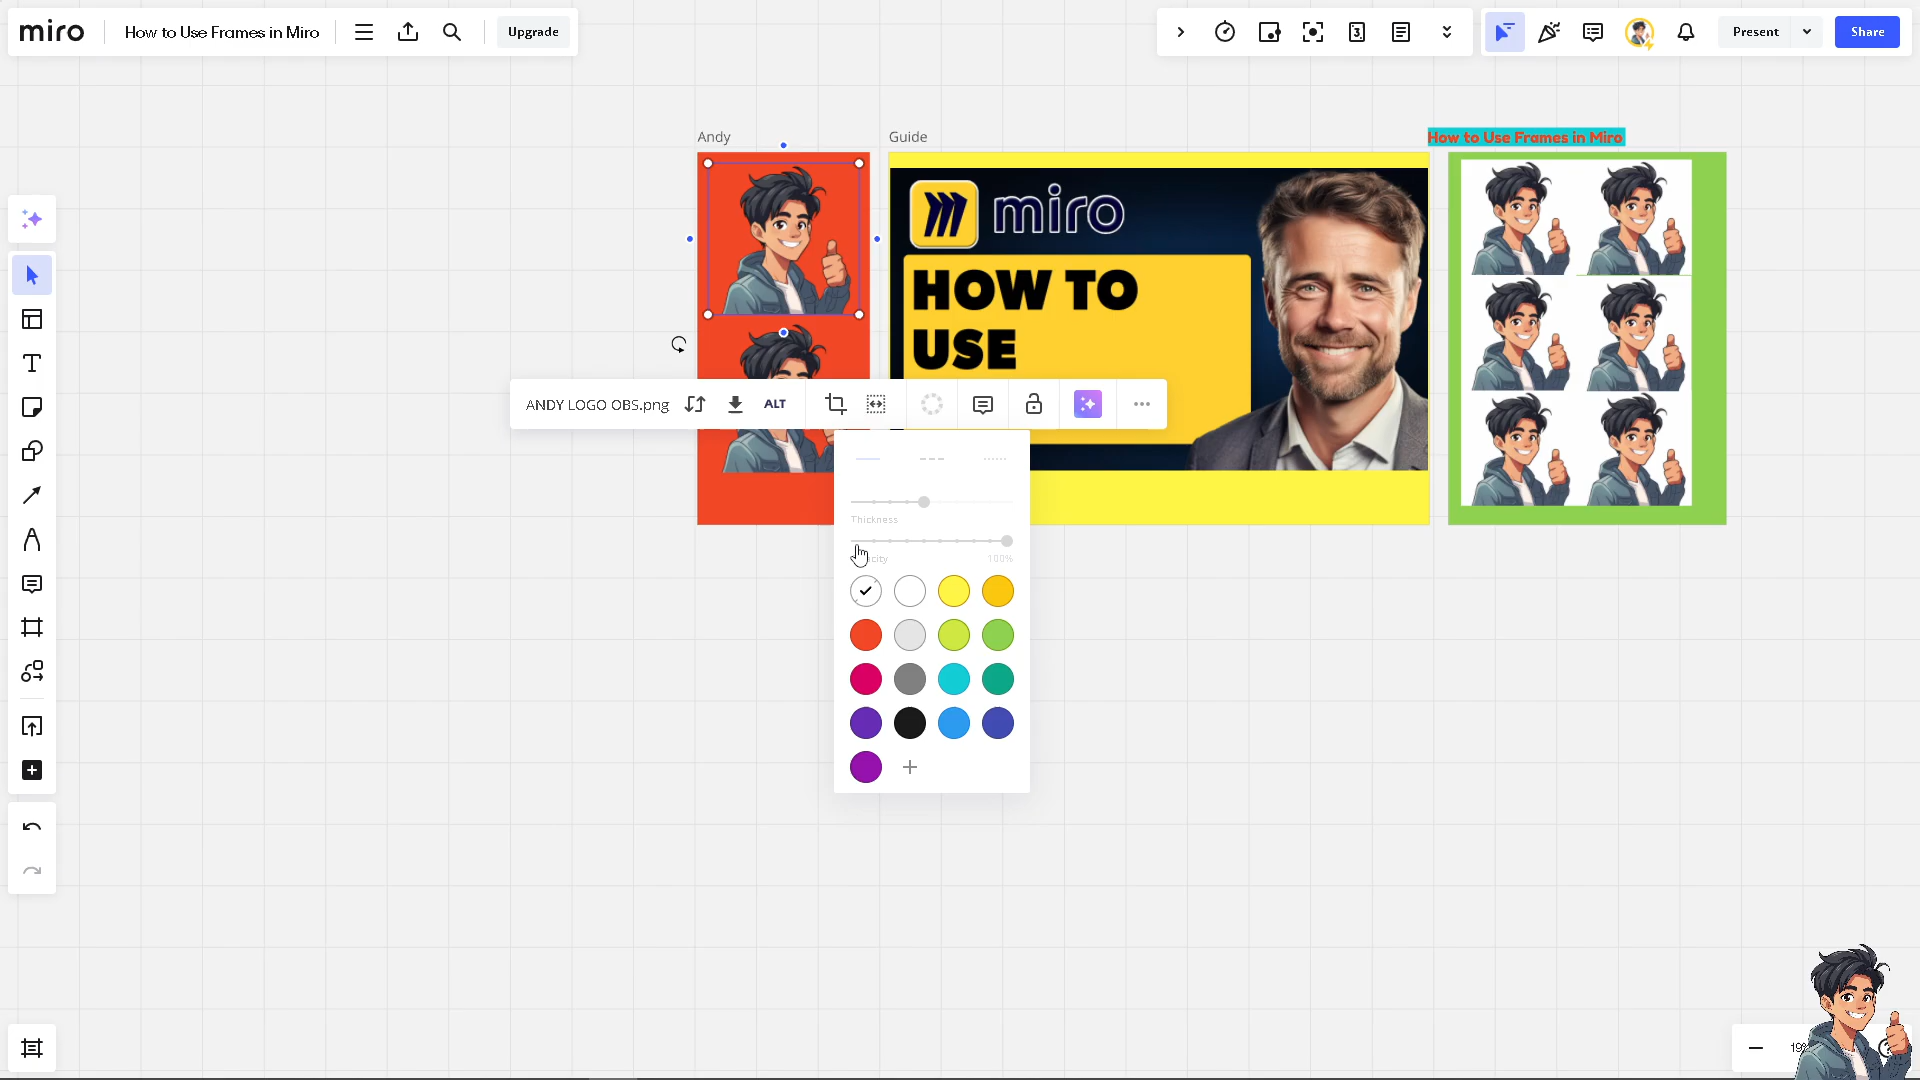 miro
How to Use Frames in Miro
Upgrade
Present
Share
Andy
Guide
How to Use Frames in Miro
miro
HOW TO
USE
ANDY LOGO OBS.png
ALT
Thickness
100%